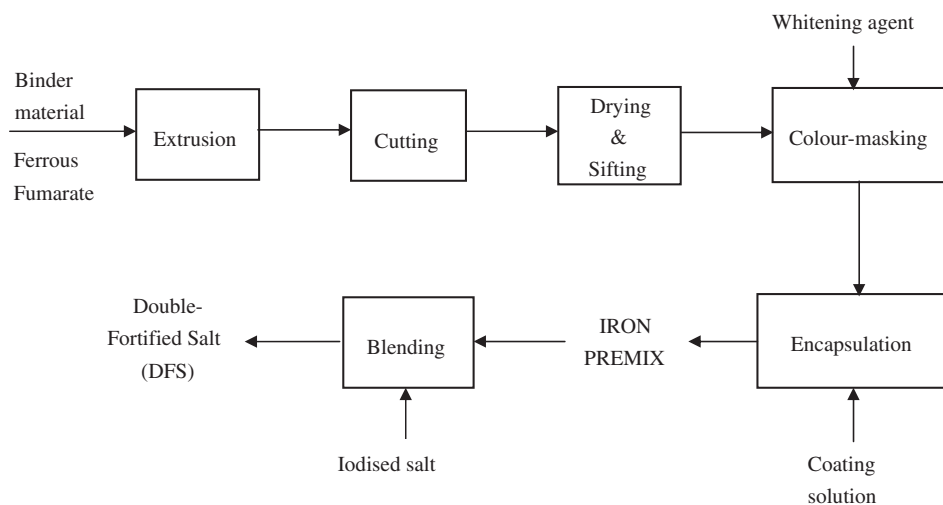 Whitening agent
Binder
material
Ferrous
Fumarate
Extrusion
Cutting
Drying
&
Sifting
Colour-masking
Double-
Fortified Salt
(DFS)
Blending
IRON
PREMIX
Encapsulation
Iodised salt
Coating
solution